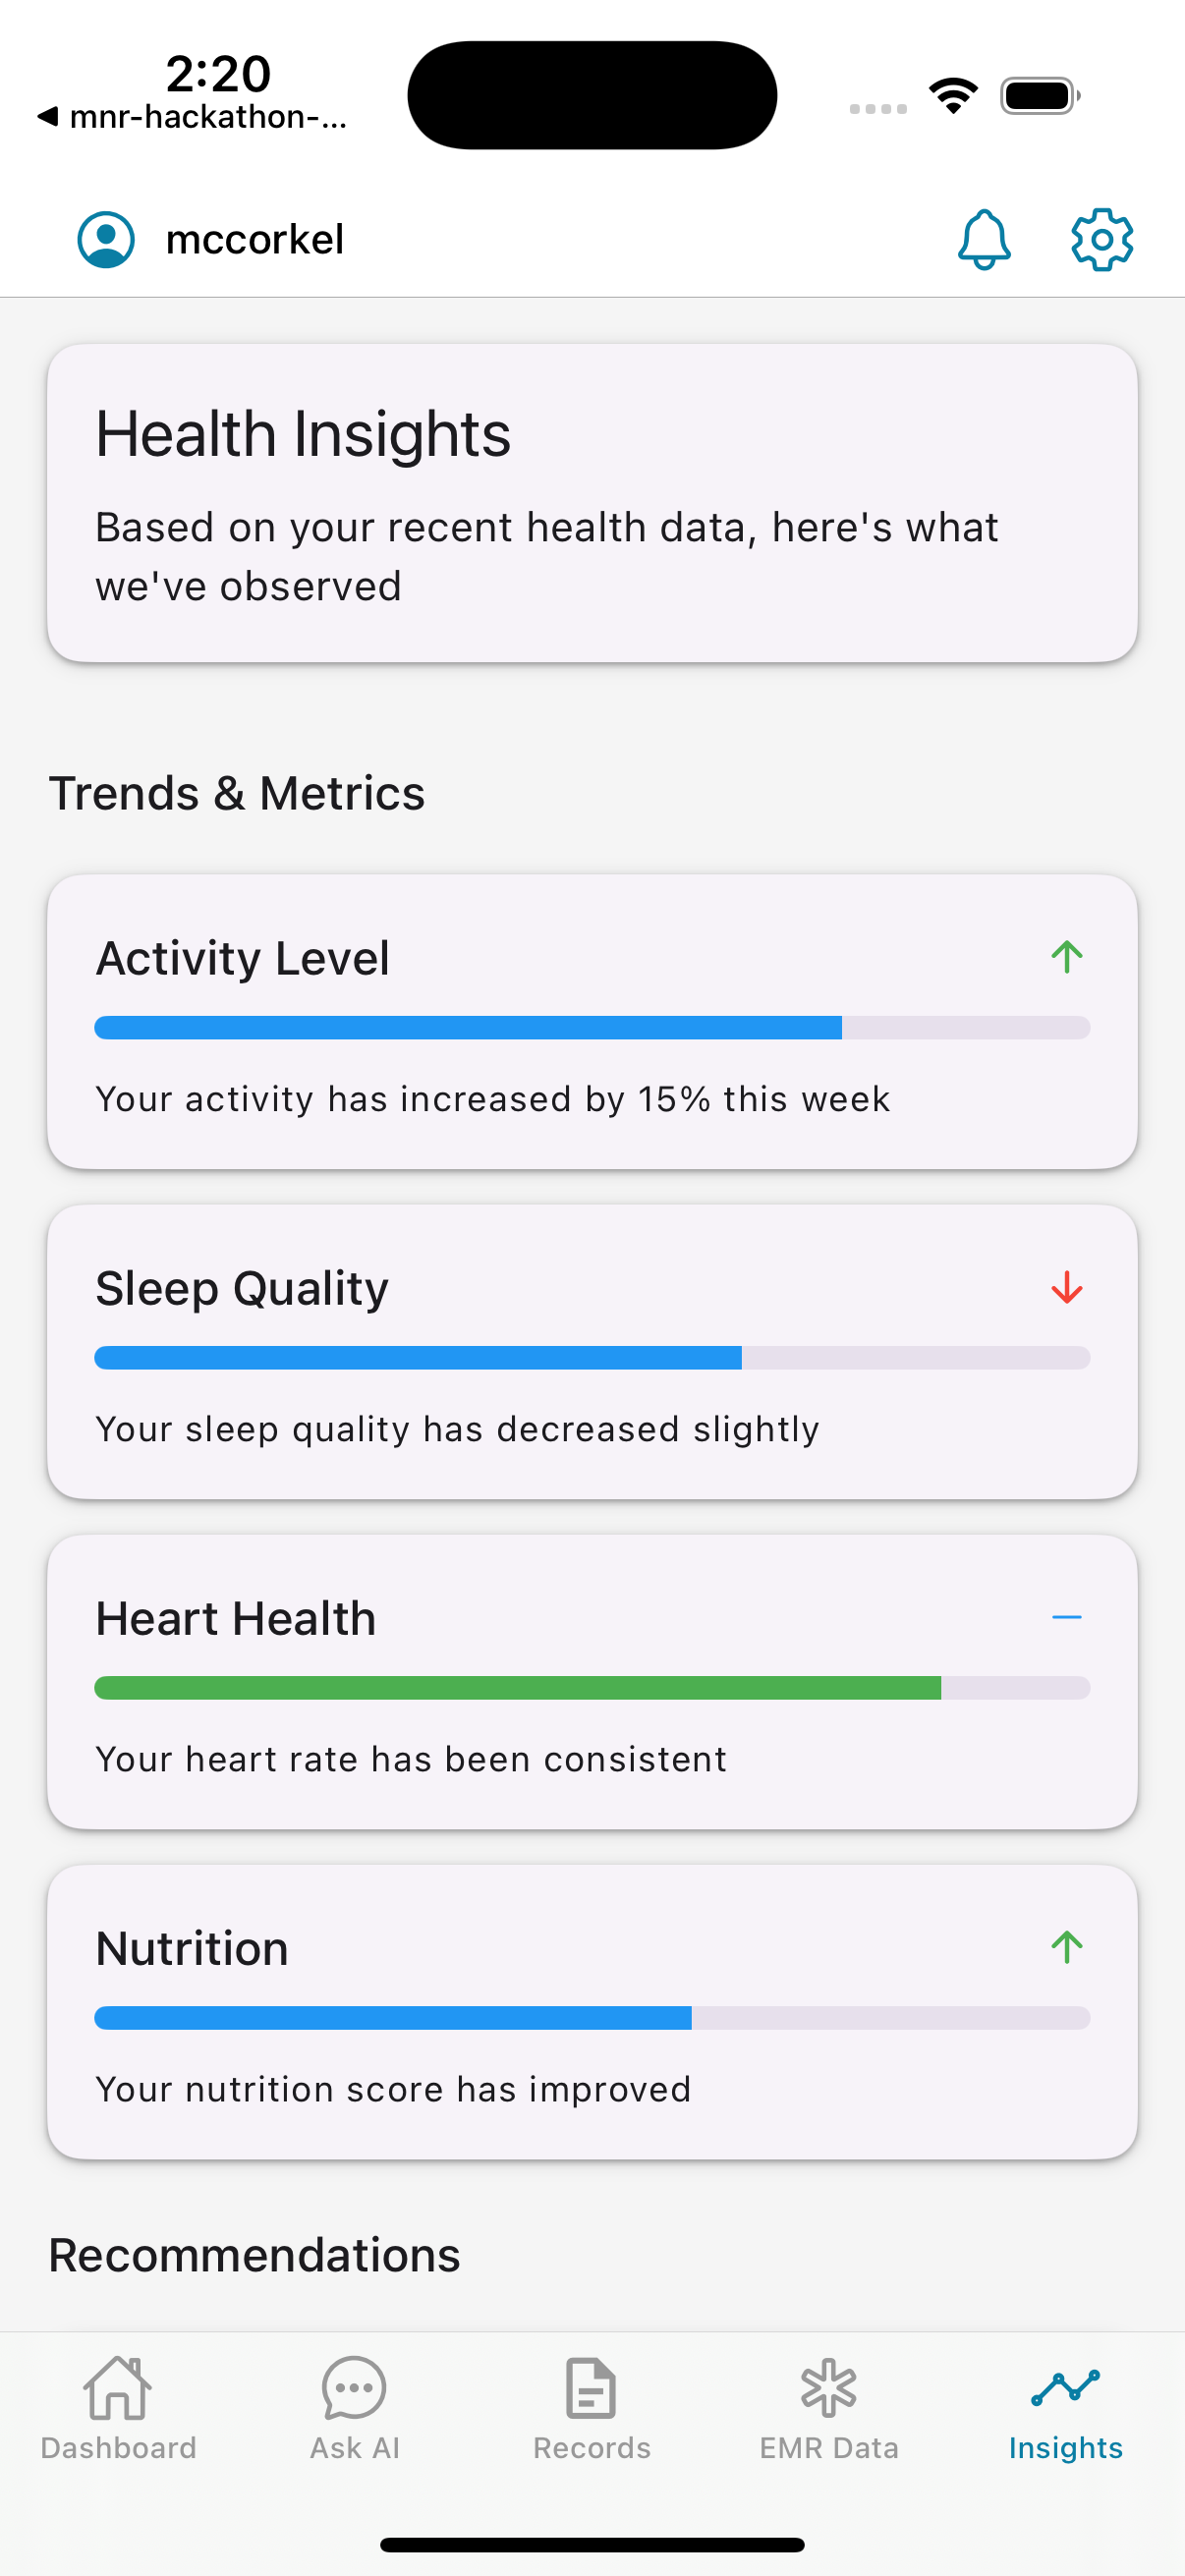 2:20
mnr-hackathon-...
mccorkel
Health Insights
Based on your recent health data, here's what
we've observed
Trends & Metrics
Activity Level
Your activity has increased by 15% this week
Sleep Quality
Your sleep quality has decreased slightly
Heart Health
Your heart rate has been consistent
Nutrition
Your nutrition score has improved
Recommendations
Dashboard
Ask AI
Records
EMR Data
Insights